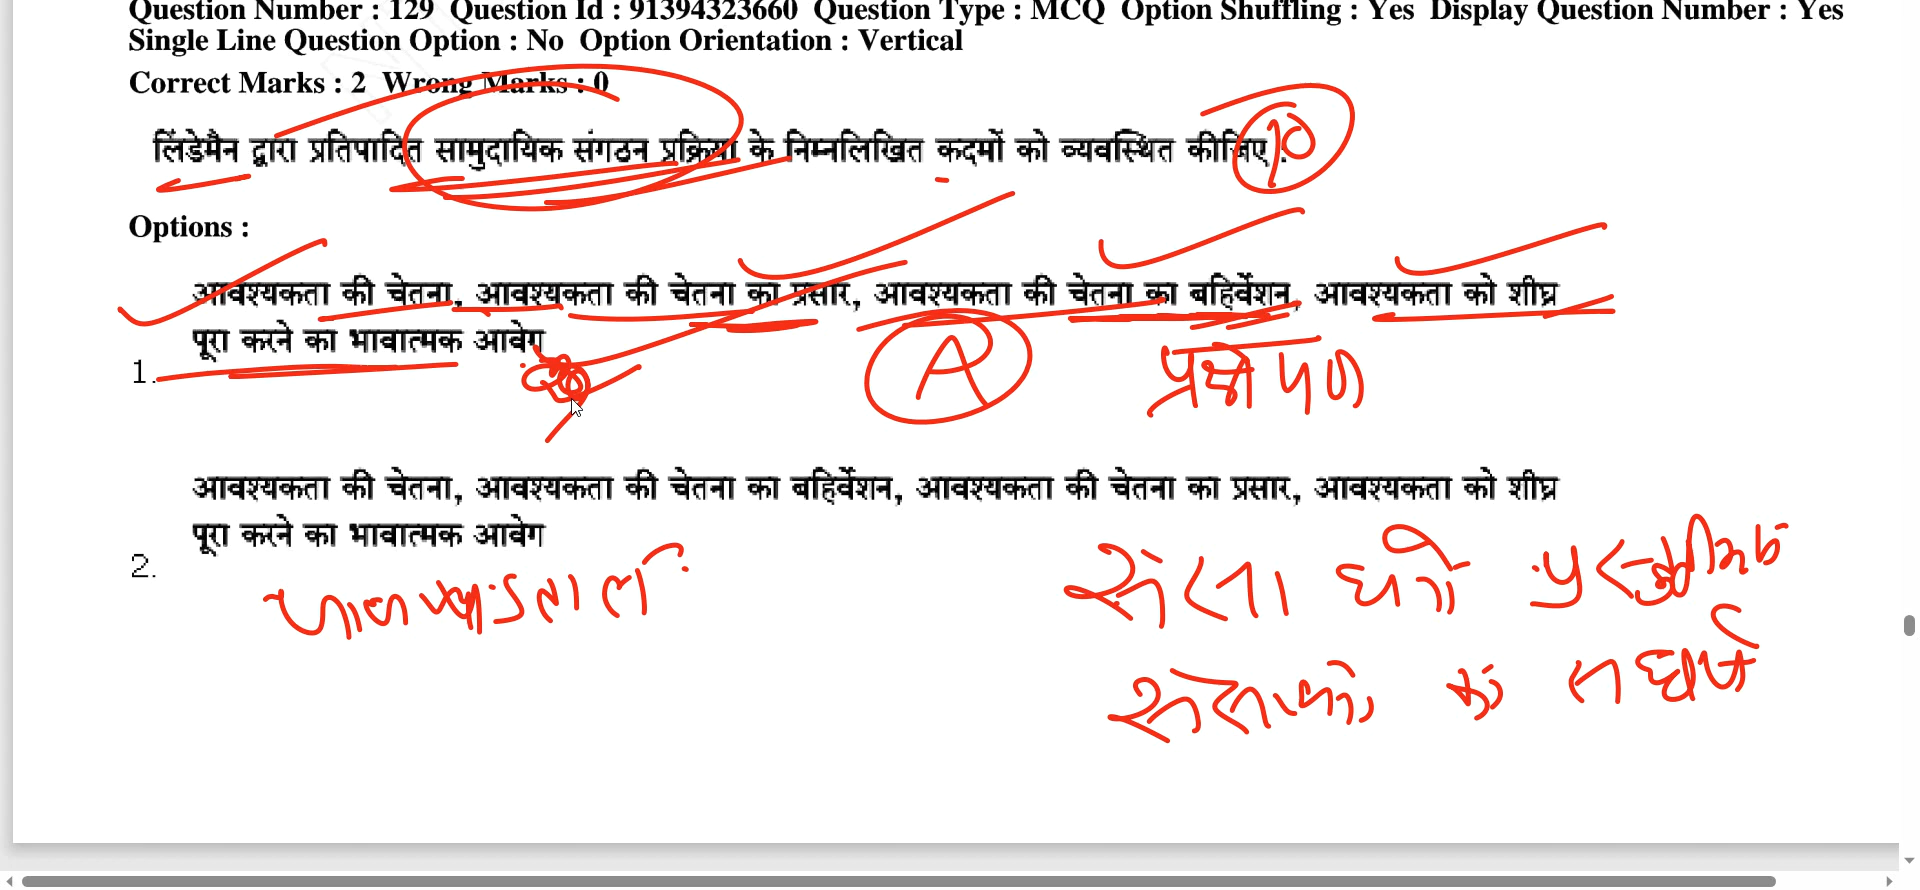 Question Number : 129 Question Id : 91394323660 Question Type : MCQ Option Shuffling : Yes Display Question Number : Yes
Single Line Question Option : No Option Orientation : Vertical
Correct Marks : 2 Wrong Marks : 0
लिंडेमैन द्वारा प्रतिपादित सामुदायिक संगठन प्रक्रिया के निम्नलिखित कदमों को व्यवस्थित कीजिए :
10
Options :
आवश्यकता की चेतना, आवश्यकता की चेतना का प्रसार, आवश्यकता की चेतना का बहिर्वेशन, आवश्यकता को शीघ्र
पूरा करने का भावात्मक आवेग
1.
A
आवश्यकता की चेतना, आवश्यकता की चेतना का बहिर्वेशन, आवश्यकता की चेतना का प्रसार, आवश्यकता को शीघ्र
पूरा करने का भावात्मक आवेग
2.